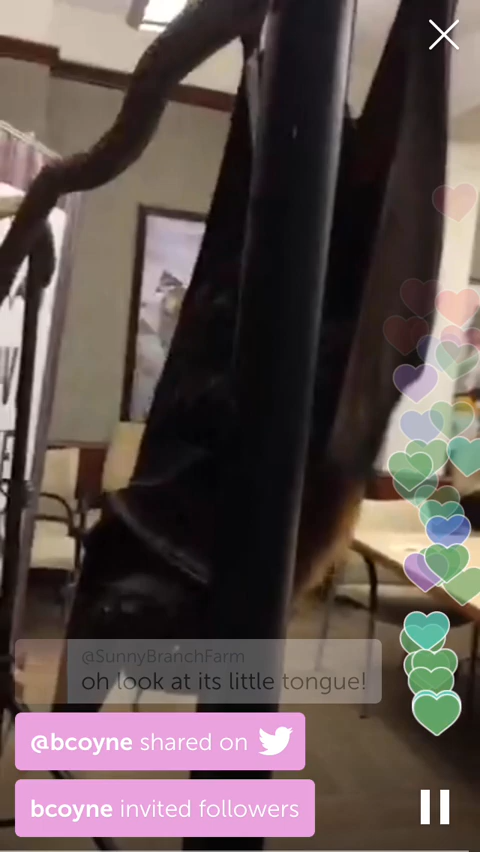 @SunnyBranchFarm
oh look at its little tongue!
@bcoyne shared on
bcoyne invited followers